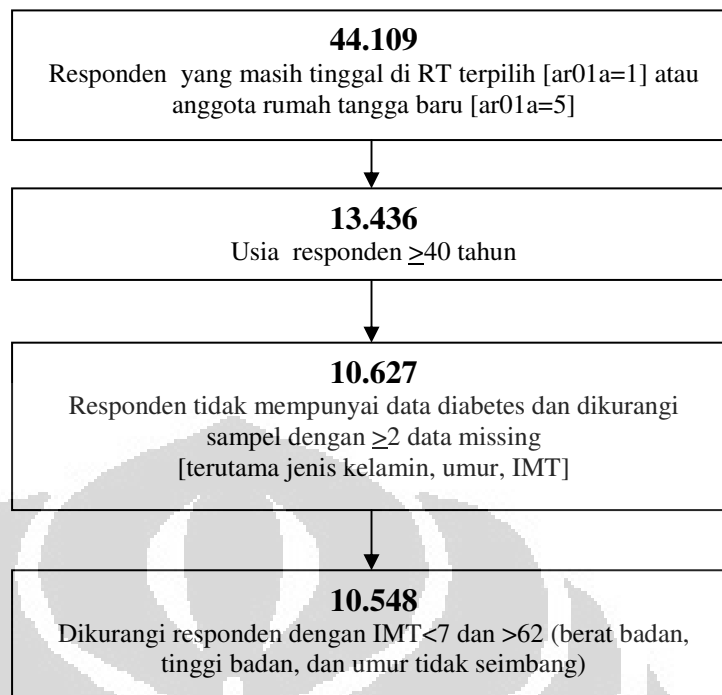 44.109
Responden yang masih tinggal di RT terpilih [ar01a=1] atau
anggota rumah tangga baru [ar01a=5]
13.436
Usia responden ≥40 tahun
10.627
Responden tidak mempunyai data diabetes dan dikurangi
sampel dengan ≥2 data missing
[terutama jenis kelamin, umur, IMT]
10.548
Dikurangi responden dengan IMT<7 dan >62 (berat badan,
tinggi badan, dan umur tidak seimbang)